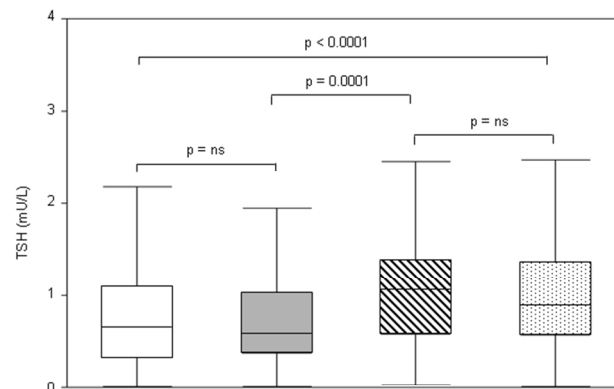 4
p < 0.0001
p = 0.0001
3
p = ns
p = ns
TSH (mU/L)
2
1
0